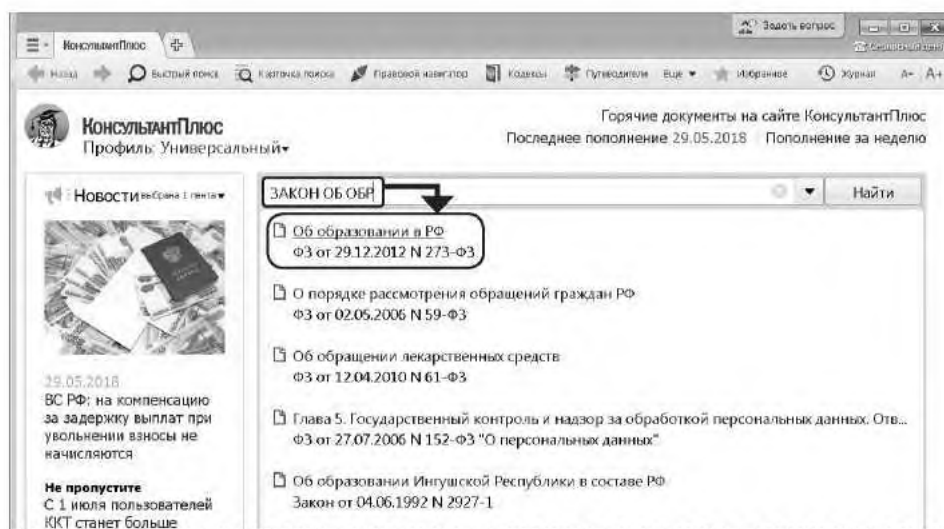 Задать вопрос
КонсультантПлюс
Назад Быстрый поиск Карточка поиска Правовой навигатор Кодексы Путеводители Еще Избранное Журнал А- А+
КонсультантПлюс
Профиль: Универсальный
Горячие документы на сайте КонсультантПлюс
Последнее пополнение 29.05.2018 Пополнение за неделю
Новости выбрана 1 лента
29.05.2018
ВС РФ: на компенсацию
за задержку выплат при
увольнении взносы не
начисляются
Не пропустите
С 1 июля пользователей
ККТ станет больше
ЗАКОН ОБ ОБР
Найти
Об образовании в РФ
ФЗ от 29.12.2012 N 273-ФЗ
О порядке рассмотрения обращений граждан РФ
ФЗ от 02.05.2006 N 59-ФЗ
Об обращении лекарственных средств
ФЗ от 12.04.2010 N 61-ФЗ
Глава 5. Государственный контроль и надзор за обработкой персональных данных. Отв...
ФЗ от 27.07.2006 N 152-ФЗ "О персональных данных"
Об образовании Ингушской Республики в составе РФ
Закон от 04.06.1992 N 2927-1